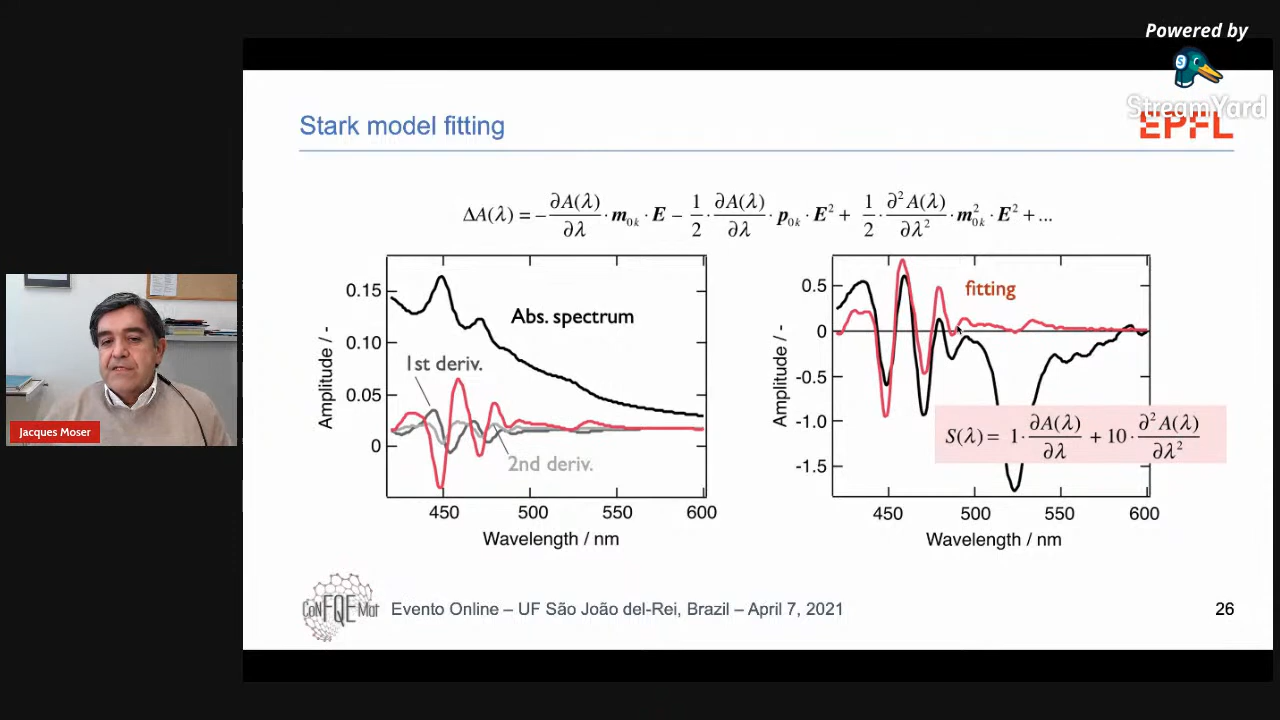 Powered by
StreamYard
Stark model fitting
EPFL
ΔA(λ) = − ∂A(λ)/∂λ · m₀ₖ · E − 1/2 · ∂A(λ)/∂λ · p₀ₖ · E² + 1/2 · ∂²A(λ)/∂λ² · m²₀ₖ · E² + ...
0.15
0.10
0.05
0
Amplitude / -
Abs. spectrum
1st deriv.
2nd deriv.
450 500 550 600
Wavelength / nm
0.5
0
-0.5
-1.0
-1.5
Amplitude / -
fitting
S(λ) = 1· ∂A(λ)/∂λ + 10 · ∂²A(λ)/∂λ²
450 500 550 600
Wavelength / nm
Jacques Moser
CoNFQEMat
Evento Online – UF São João del-Rei, Brazil – April 7, 2021
26